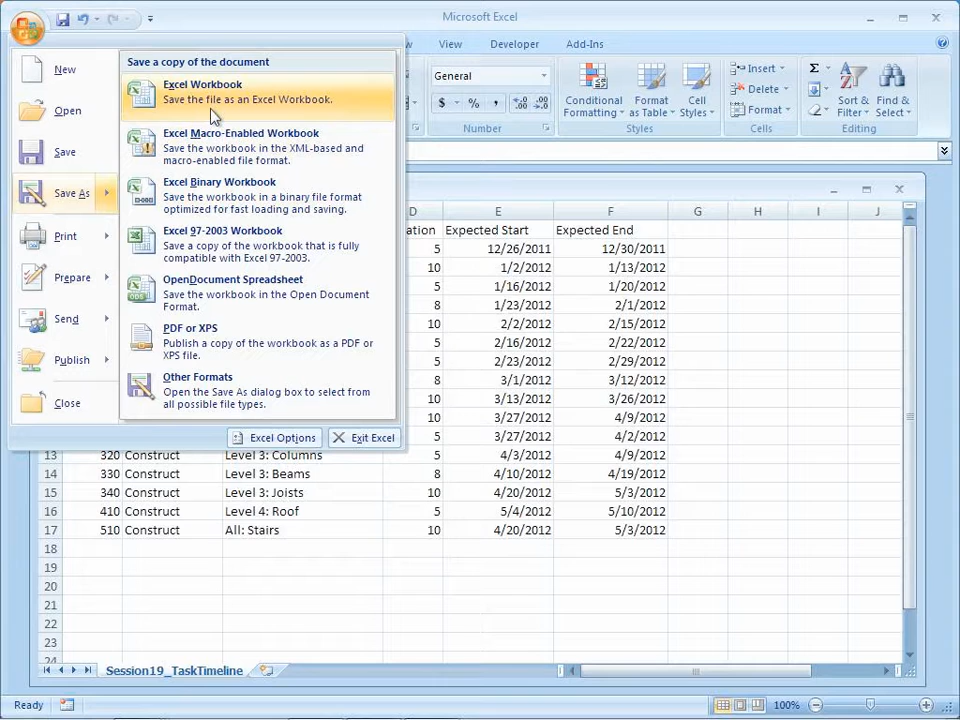 Microsoft Excel
View Developer Add-Ins
New
Open
Save
Save As
Print
Prepare
Send
Publish
Close
Save a copy of the document
Excel Workbook
Save the file as an Excel Workbook.
Excel Macro-Enabled Workbook
Save the workbook in the XML-based and
macro-enabled file format.
Excel Binary Workbook
Save the workbook in a binary file format
optimized for fast loading and saving.
Excel 97-2003 Workbook
Save a copy of the workbook that is fully
compatible with Excel 97-2003.
OpenDocument Spreadsheet
Save the workbook in the Open Document
Format.
PDF or XPS
Publish a copy of the workbook as a PDF or
XPS file.
Other Formats
Open the Save As dialog box to select from
all possible file types.
Excel Options Exit Excel
General
$ % ,
Number
Conditional
Formatting
Format
as Table
Cell
Styles
Styles
Insert
Delete
Format
Cells
Σ
Sort &
Filter
Find &
Select
Editing
D E F G H I J
ation Expected Start Expected End
5 12/26/2011 12/30/2011
10 1/2/2012 1/13/2012
5 1/16/2012 1/20/2012
8 1/23/2012 2/1/2012
10 2/2/2012 2/15/2012
5 2/16/2012 2/22/2012
5 2/23/2012 2/29/2012
8 3/1/2012 3/12/2012
10 3/13/2012 3/26/2012
10 3/27/2012 4/9/2012
5 3/27/2012 4/2/2012
13 320 Construct Level 3: Columns 5 4/3/2012 4/9/2012
14 330 Construct Level 3: Beams 8 4/10/2012 4/19/2012
15 340 Construct Level 3: Joists 10 4/20/2012 5/3/2012
16 410 Construct Level 4: Roof 5 5/4/2012 5/10/2012
17 510 Construct All: Stairs 10 4/20/2012 5/3/2012
18
19
20
21
22
23
24
Session19_TaskTimeline
Ready 100%